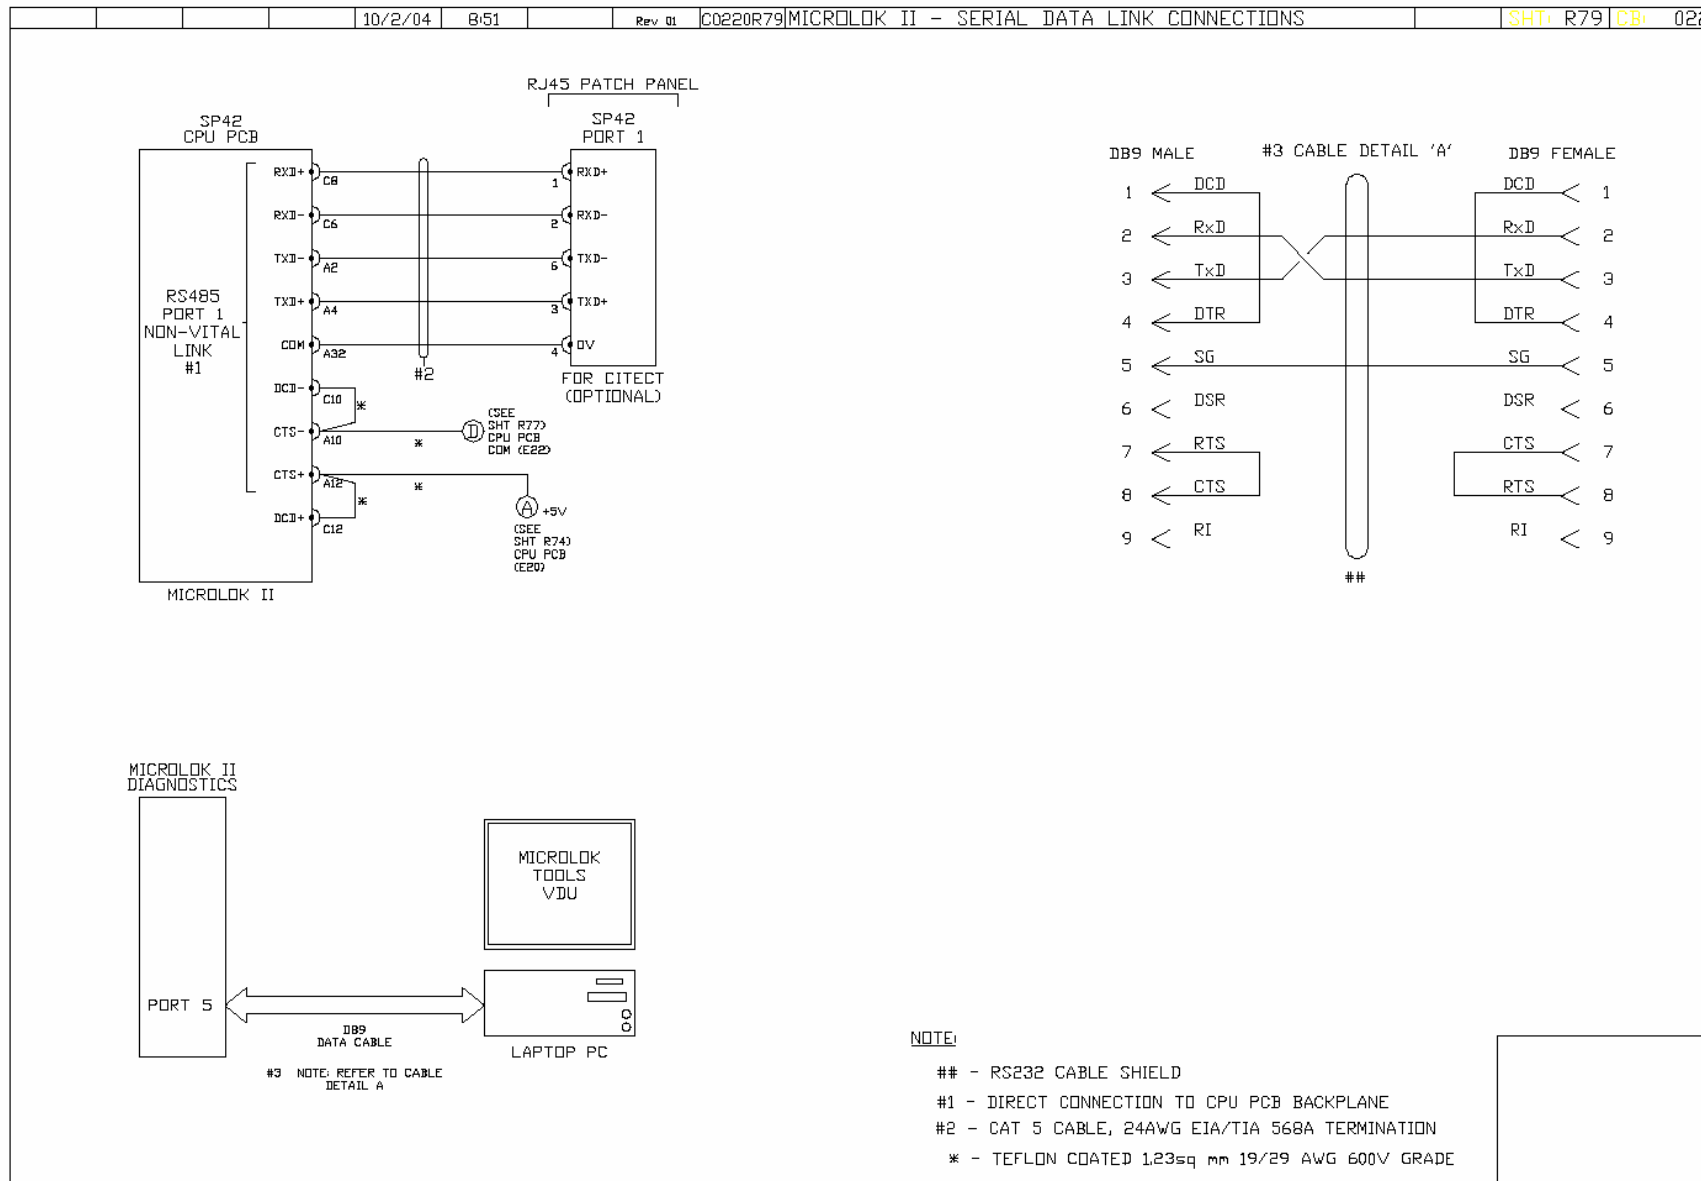 10/2/04 8:51 Rev 01 C0220R79 MICROLOK II - SERIAL DATA LINK CONNECTIONS SHT: R79 CB: 022
RJ45 PATCH PANEL
SP42
CPU PCB
SP42
PORT 1
RXD+ C8 1 RXD+
RXD- C6 2 RXD-
TXD- A2 6 TXD-
TXD+ A4 3 TXD+
COM A32 4 0V
DCD- C10 *
CTS- A10 *
CTS+ A12 *
DCD+ C12 *
RS485
PORT 1
NON-VITAL
LINK
#1
#2
FOR CITECT
(OPTIONAL)
D
(SEE
SHT R77)
CPU PCB
COM (E22)
A +5V
(SEE
SHT R74)
CPU PCB
(E20)
MICROLOK II
DB9 MALE #3 CABLE DETAIL 'A' DB9 FEMALE
1 DCD DCD 1
2 RxD RxD 2
3 TxD TxD 3
4 DTR DTR 4
5 SG SG 5
6 DSR DSR 6
7 RTS CTS 7
8 CTS RTS 8
9 RI RI 9
##
MICROLOK II
DIAGNOSTICS
PORT 5
MICROLOK
TOOLS
VDU
DB9
DATA CABLE
LAPTOP PC
#3 NOTE: REFER TO CABLE
DETAIL A
NOTE:
## - RS232 CABLE SHIELD
#1 - DIRECT CONNECTION TO CPU PCB BACKPLANE
#2 - CAT 5 CABLE, 24AWG EIA/TIA 568A TERMINATION
* - TEFLON COATED 1.23sq mm 19/29 AWG 600V GRADE